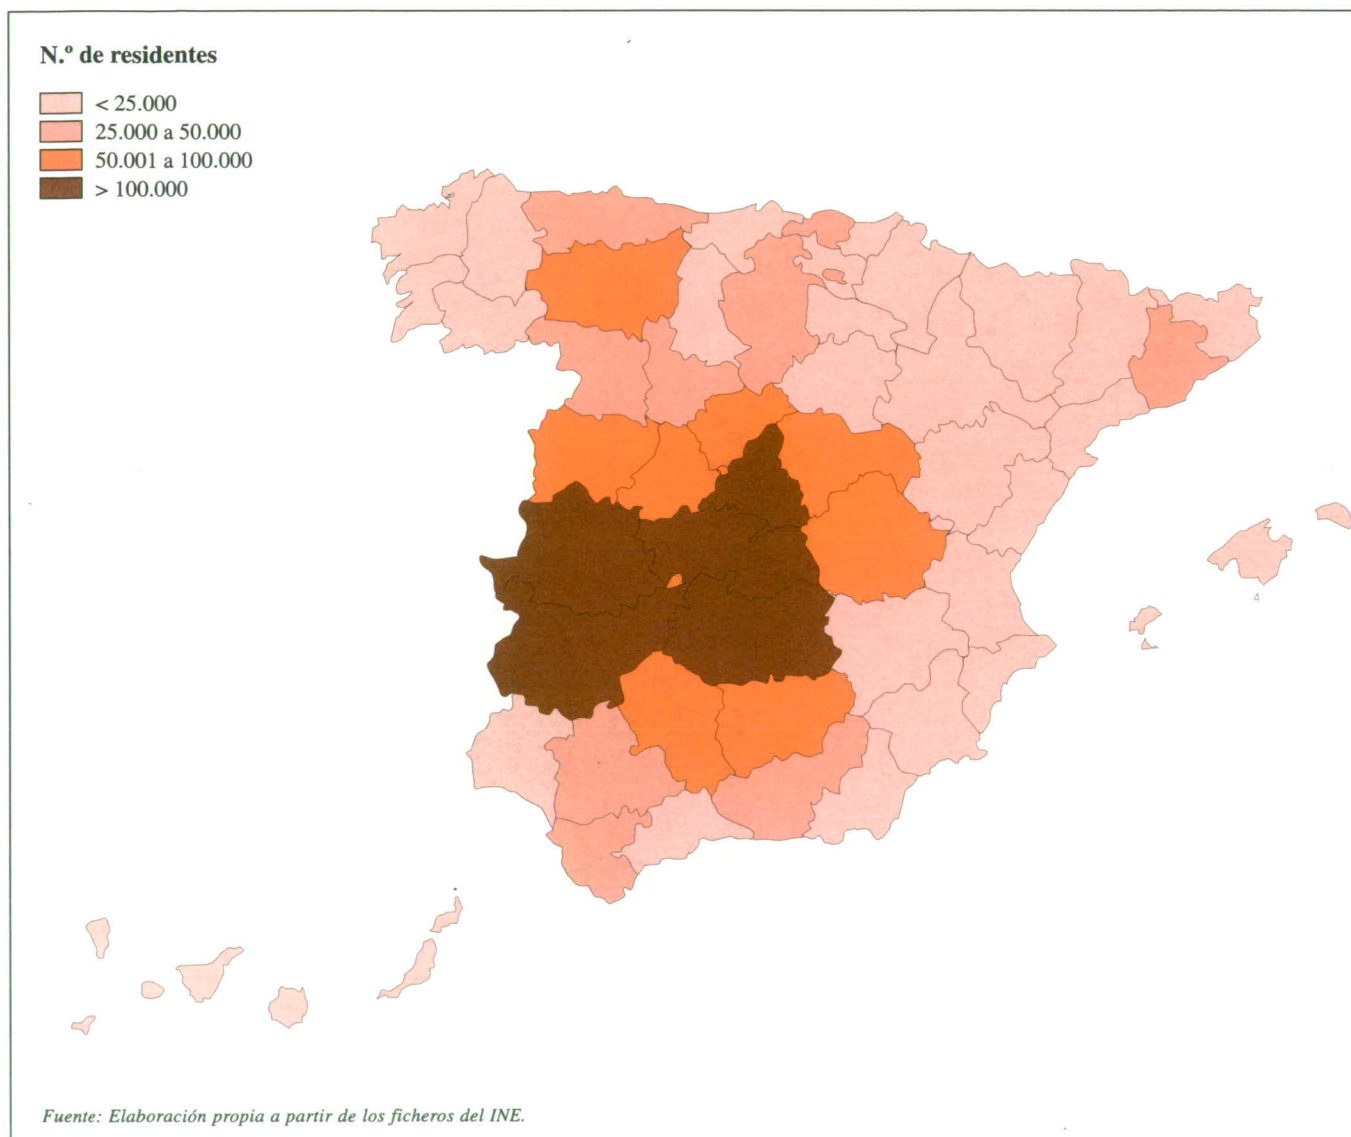 N.º de residentes
< 25.000
25.000 a 50.000
50.001 a 100.000
> 100.000
Fuente: Elaboración propia a partir de los ficheros del INE.